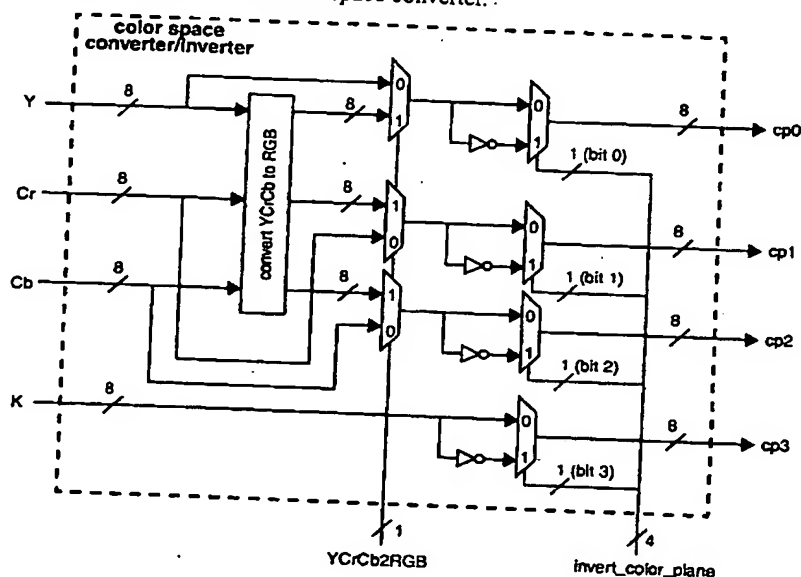 space converter.
color space
converter/inverter
Y
8
0
1
8
0
1
8
cp0
1 (bit 0)
Cr
8
convert YCrCb to RGB
8
1
0
0
1
8
cp1
1 (bit 1)
Cb
8
8
1
0
0
1
8
cp2
1 (bit 2)
K
8
0
1
8
cp3
1 (bit 3)
1
YCrCb2RGB
4
invert_color_plane